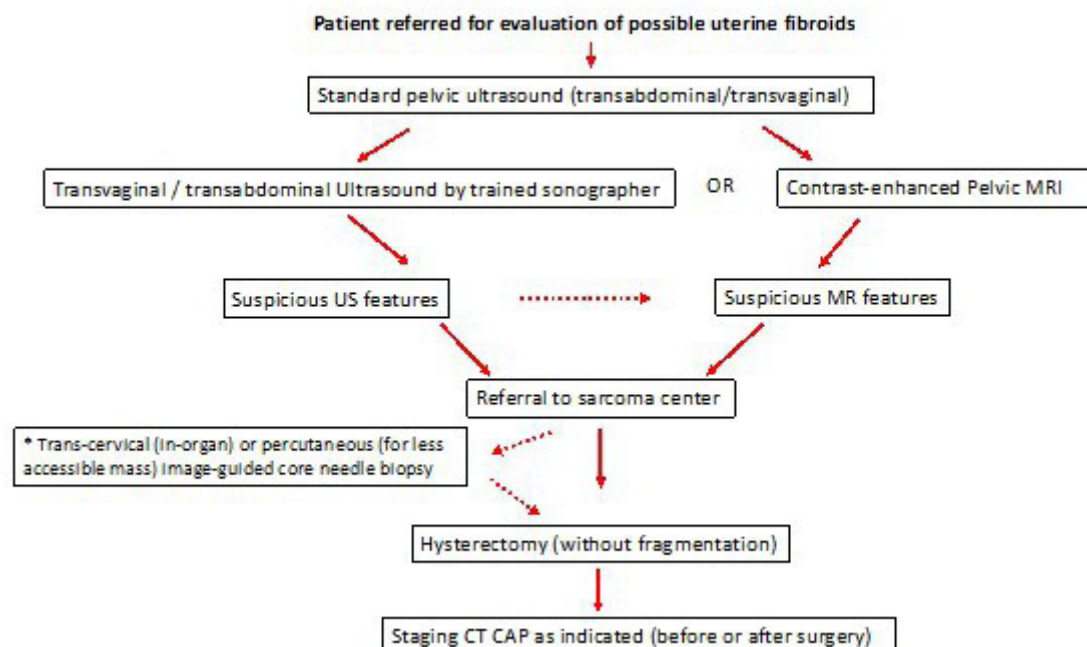 Patient referred for evaluation of possible uterine fibroids
Standard pelvic ultrasound (transabdominal/transvaginal)
Transvaginal / transabdominal Ultrasound by trained sonographer
OR
Contrast-enhanced Pelvic MRI
Suspicious US features
Suspicious MR features
Referral to sarcoma center
* Trans-cervical (in-organ) or percutaneous (for less
accessible mass) image-guided core needle biopsy
Hysterectomy (without fragmentation)
Staging CT CAP as indicated (before or after surgery)